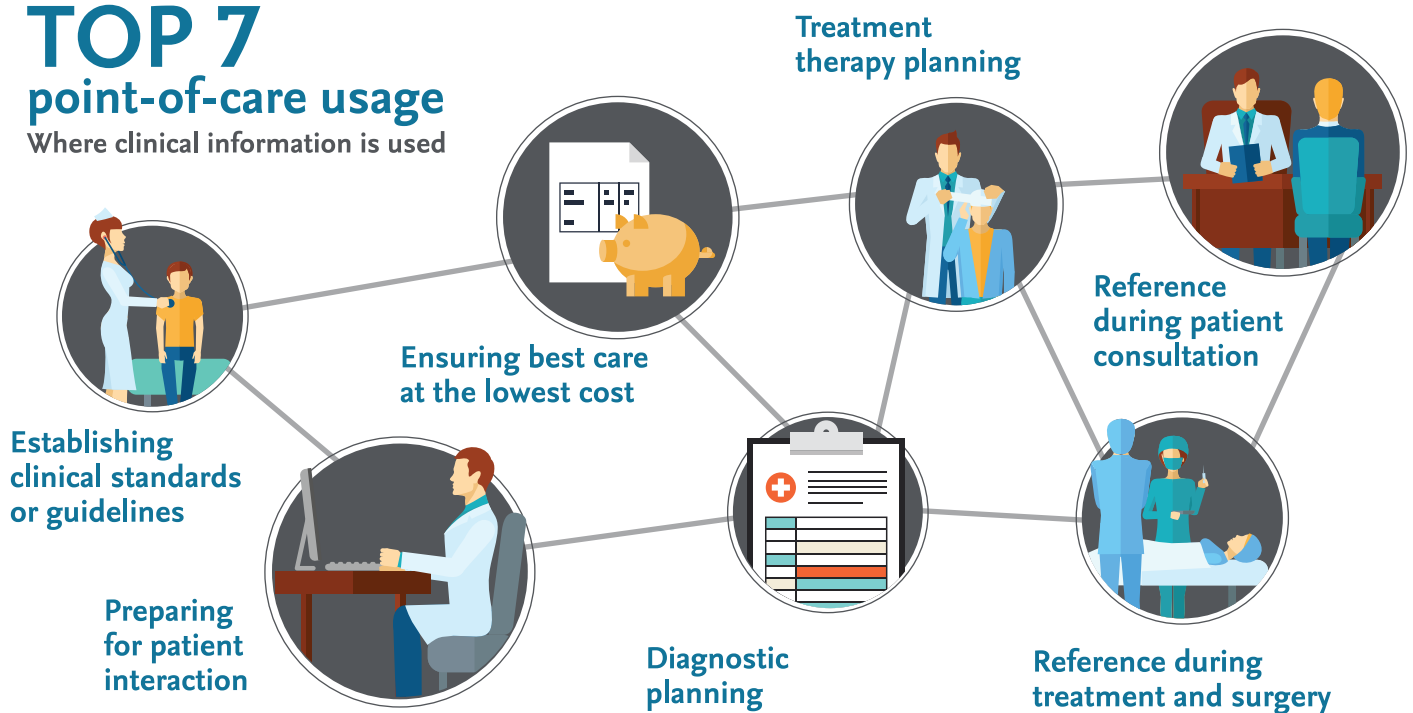 TOP 7
point-of-care usage
Where clinical information is used
Treatment
therapy planning
Reference
during patient
consultation
Ensuring best care
at the lowest cost
Establishing
clinical standards
or guidelines
Preparing
for patient
interaction
Diagnostic
planning
Reference during
treatment and surgery